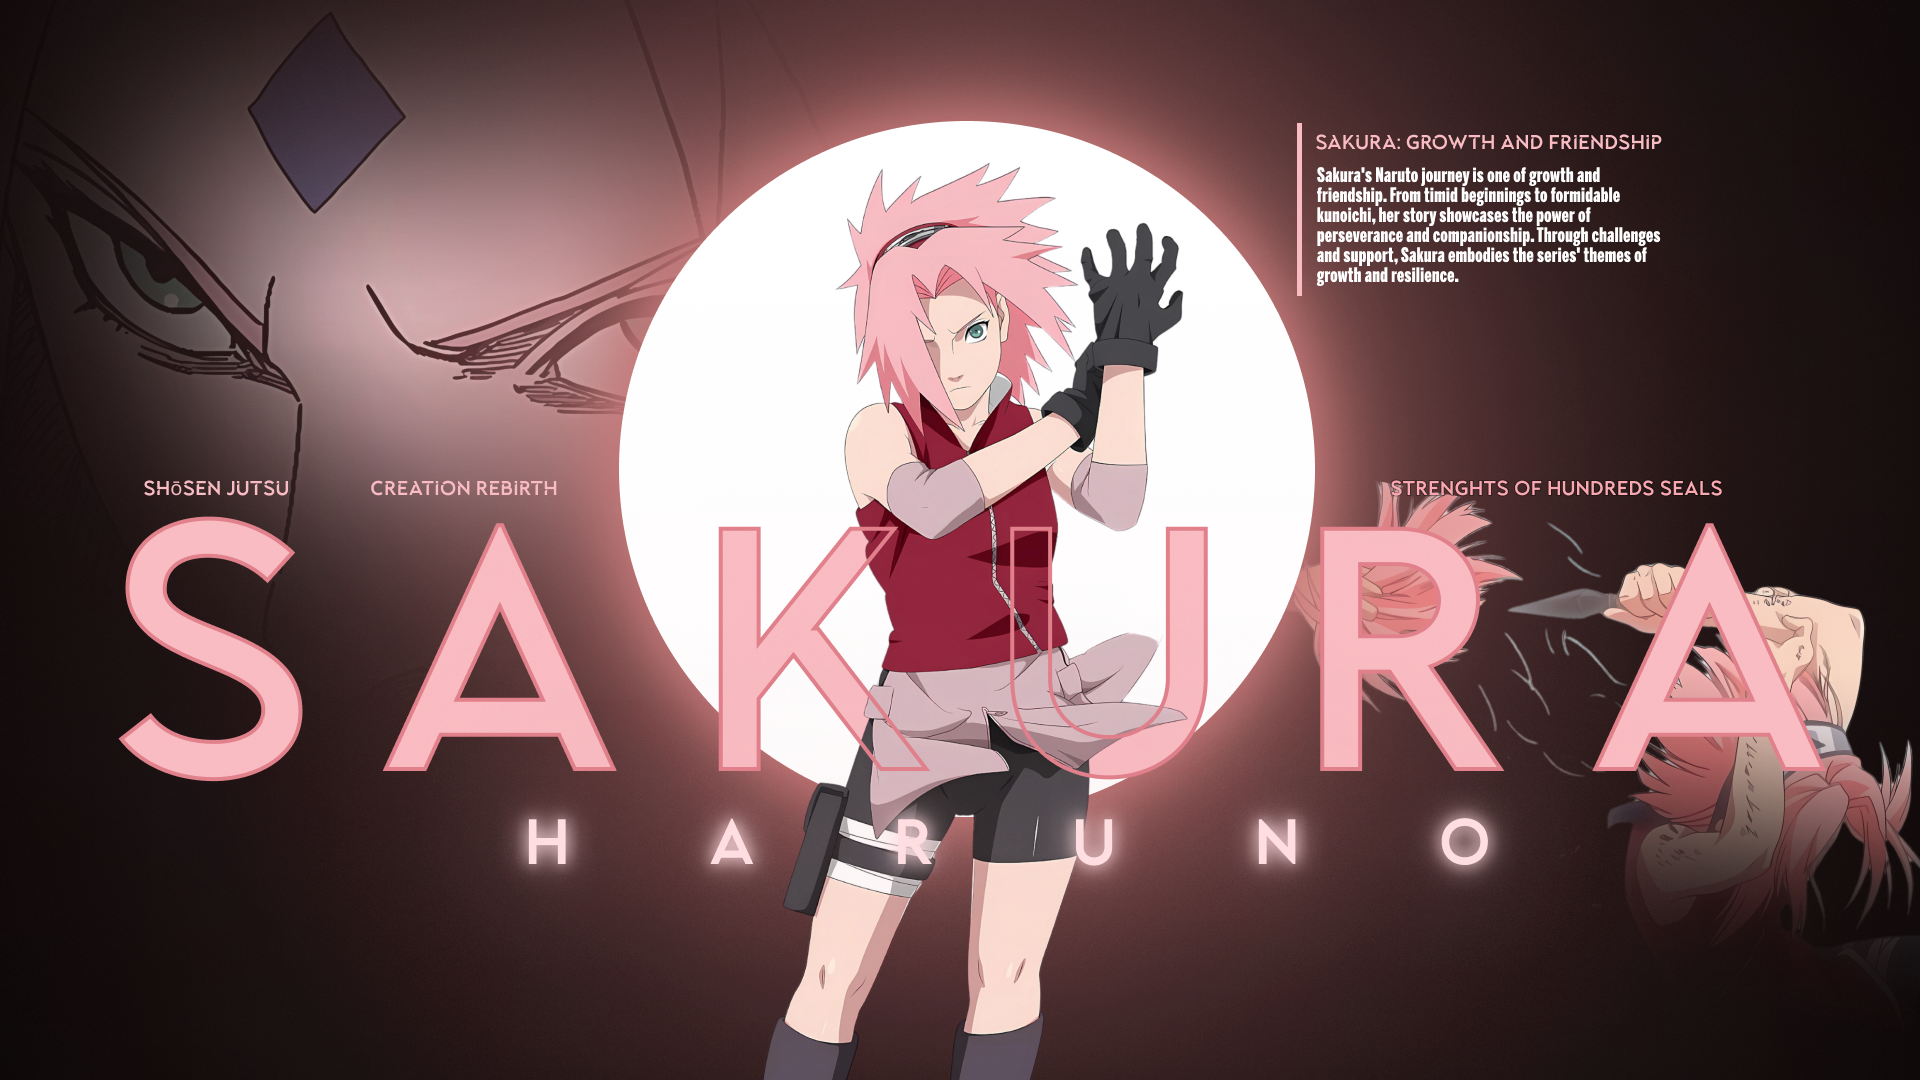 SAKURA: GROWTH AND FRiENDSHiP
Sakura's Naruto journey is one of growth and
friendship. From timid beginnings to formidable
kunoichi, her story showcases the power of
perseverance and companionship. Through challenges
and support, Sakura embodies the series' themes of
growth and resilience.
SHōSEN JUTSU
CREATiON REBiRTH
STRENGHTS OF HUNDREDS SEALS
SAKURA
HARUNO